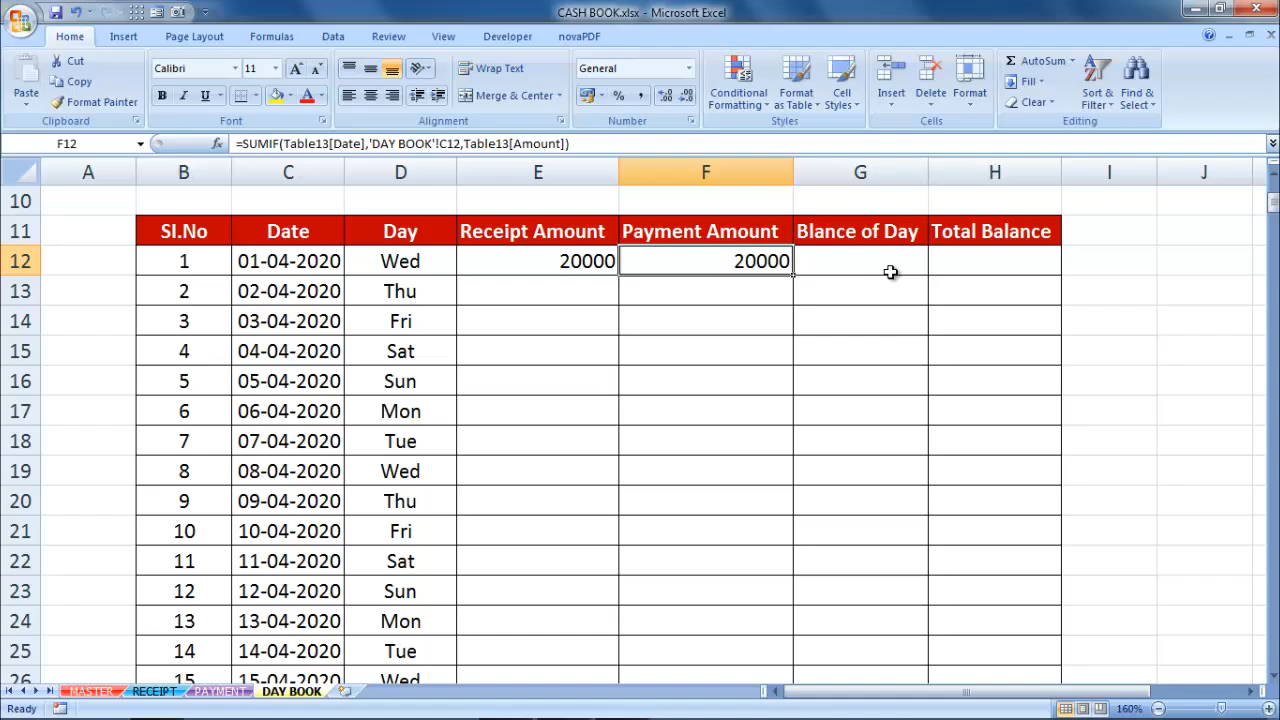 CASH BOOK.xlsx - Microsoft Excel
Home Insert Page Layout Formulas Data Review View Developer novaPDF
Paste Cut Copy Format Painter Clipboard
Calibri 11 A A B I U A Font
Wrap Text Merge & Center Alignment
General % , Number
Conditional Formatting Format as Table Cell Styles Styles
Insert Delete Format Cells
Σ AutoSum Fill Clear Sort & Filter Find & Select Editing
F12 fx =SUMIF(Table13[Date],'DAY BOOK'!C12,Table13[Amount])
A B C D E F G H I J
10
11 Sl.No Date Day Receipt Amount Payment Amount Blance of Day Total Balance
12 1 01-04-2020 Wed 20000 20000
13 2 02-04-2020 Thu
14 3 03-04-2020 Fri
15 4 04-04-2020 Sat
16 5 05-04-2020 Sun
17 6 06-04-2020 Mon
18 7 07-04-2020 Tue
19 8 08-04-2020 Wed
20 9 09-04-2020 Thu
21 10 10-04-2020 Fri
22 11 11-04-2020 Sat
23 12 12-04-2020 Sun
24 13 13-04-2020 Mon
25 14 14-04-2020 Tue
26 15 15-04-2020 Wed
MASTER RECEIPT PAYMENT DAY BOOK
Ready 160%